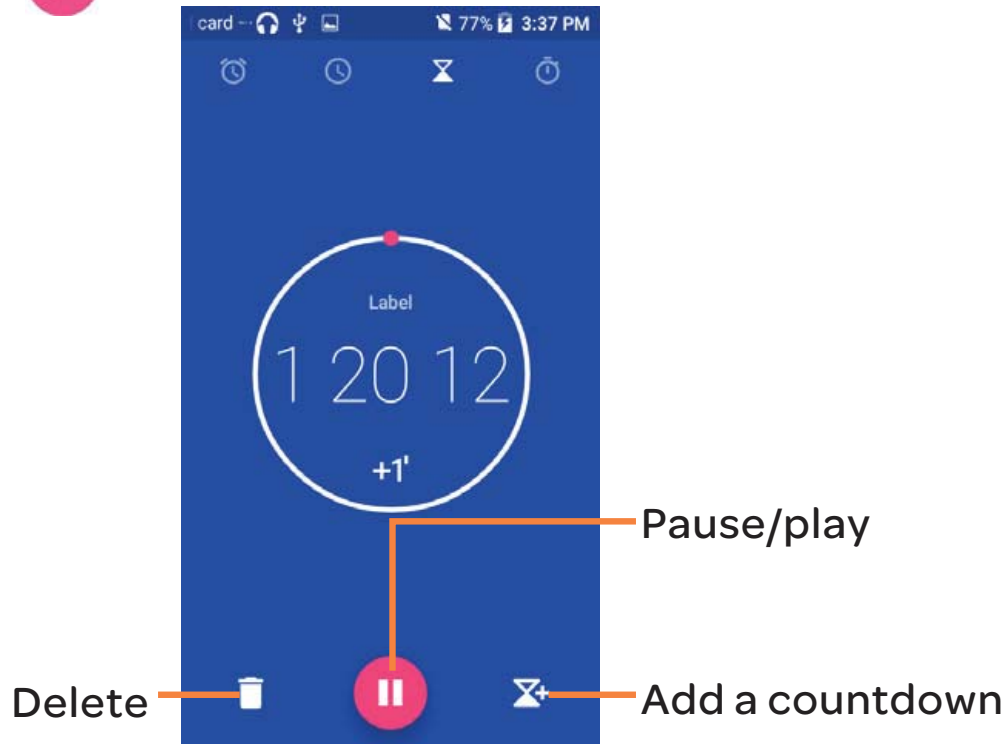 card ··· 77% 3:37 PM
Label
1 20 12
+1'
Pause/play
Delete
Add a countdown